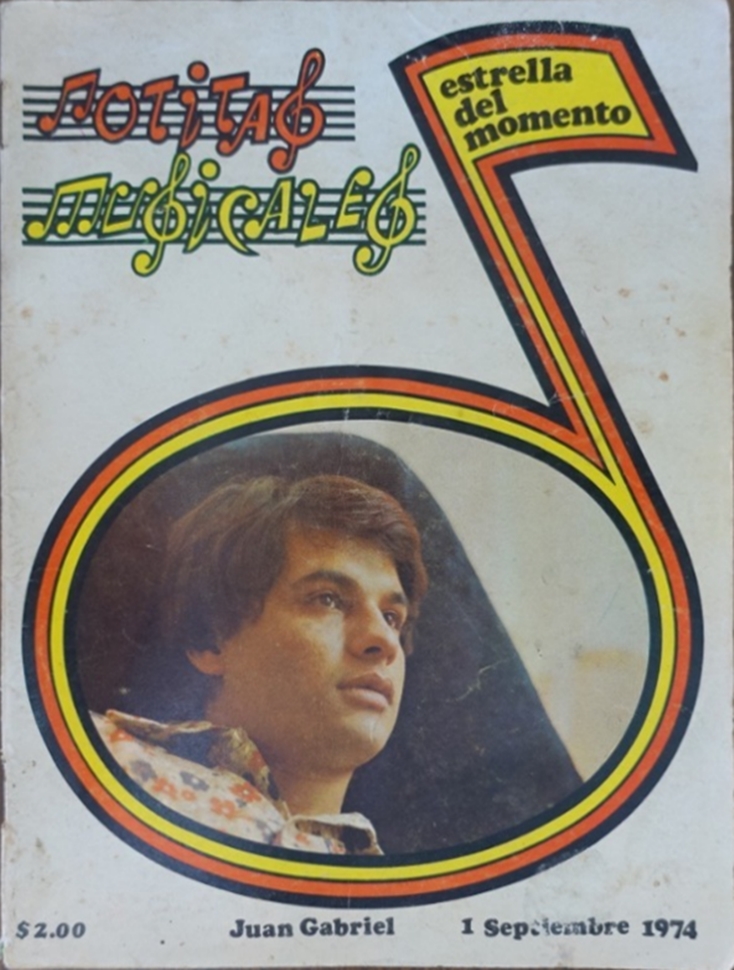 NOTITAS
MUSICALES
estrella
del
momento
$2.00 Juan Gabriel 1 Septiembre 1974